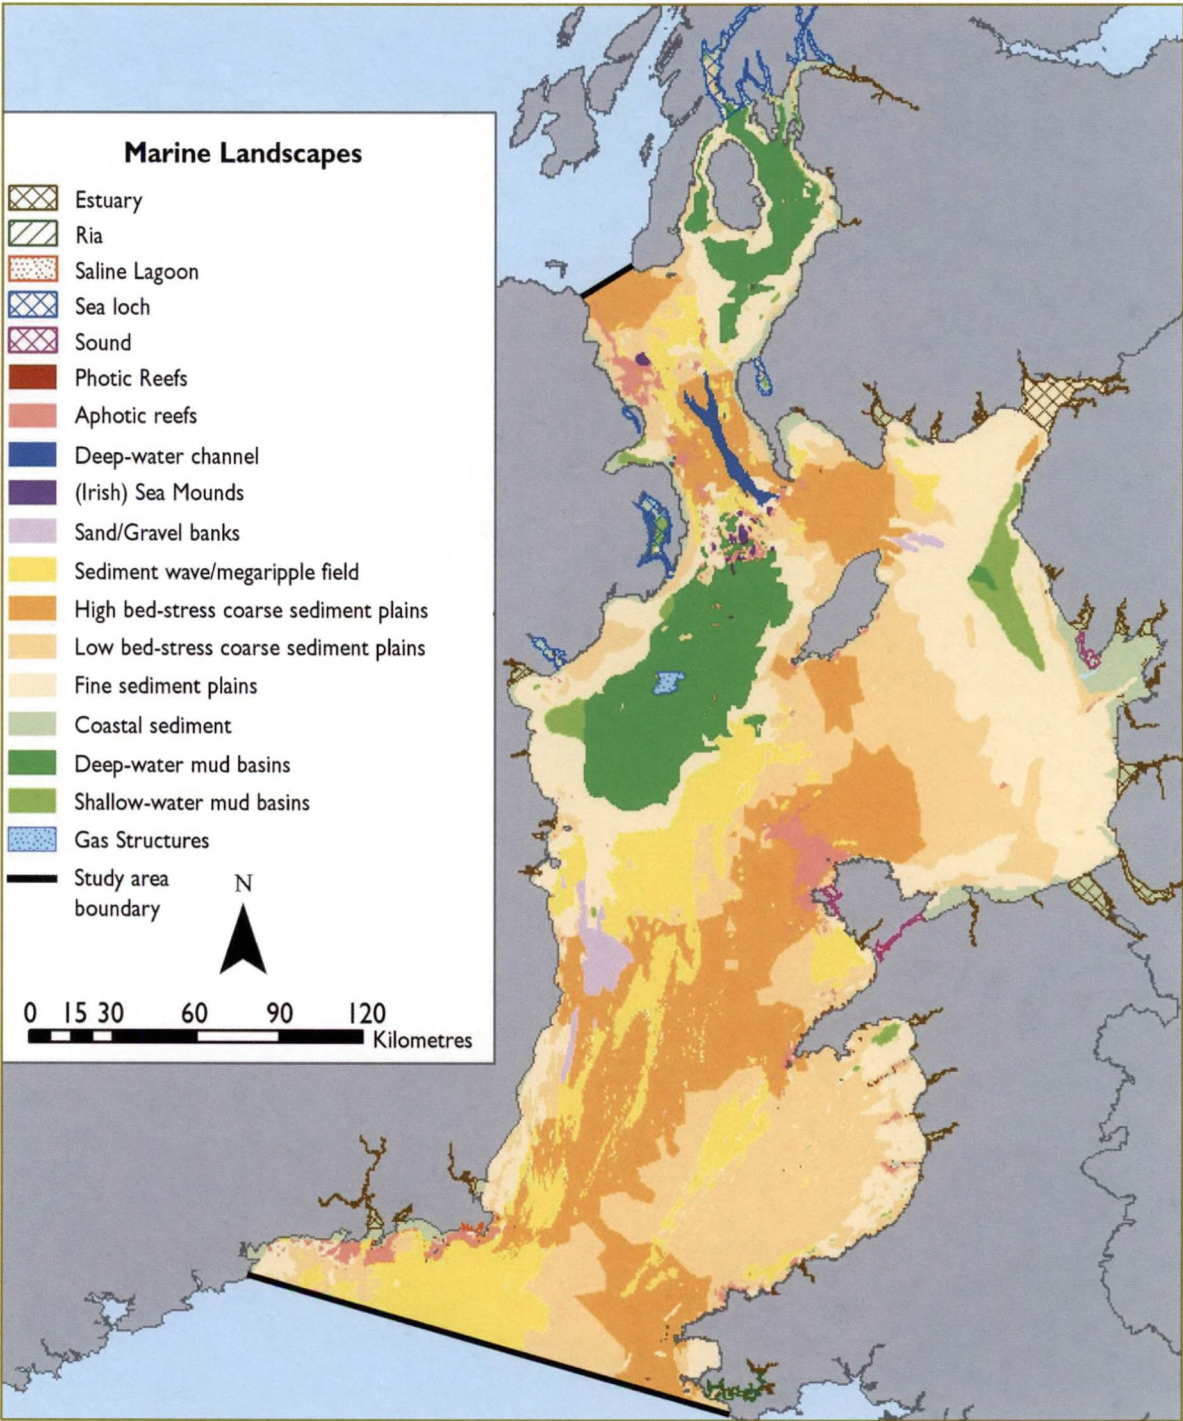 Marine Landscapes
Estuary
Ria
Saline Lagoon
Sea loch
Sound
Photic Reefs
Aphotic reefs
Deep-water channel
(Irish) Sea Mounds
Sand/Gravel banks
Sediment wave/megaripple field
High bed-stress coarse sediment plains
Low bed-stress coarse sediment plains
Fine sediment plains
Coastal sediment
Deep-water mud basins
Shallow-water mud basins
Gas Structures
Study area
boundary
N
0 15 30 60 90 120
Kilometres